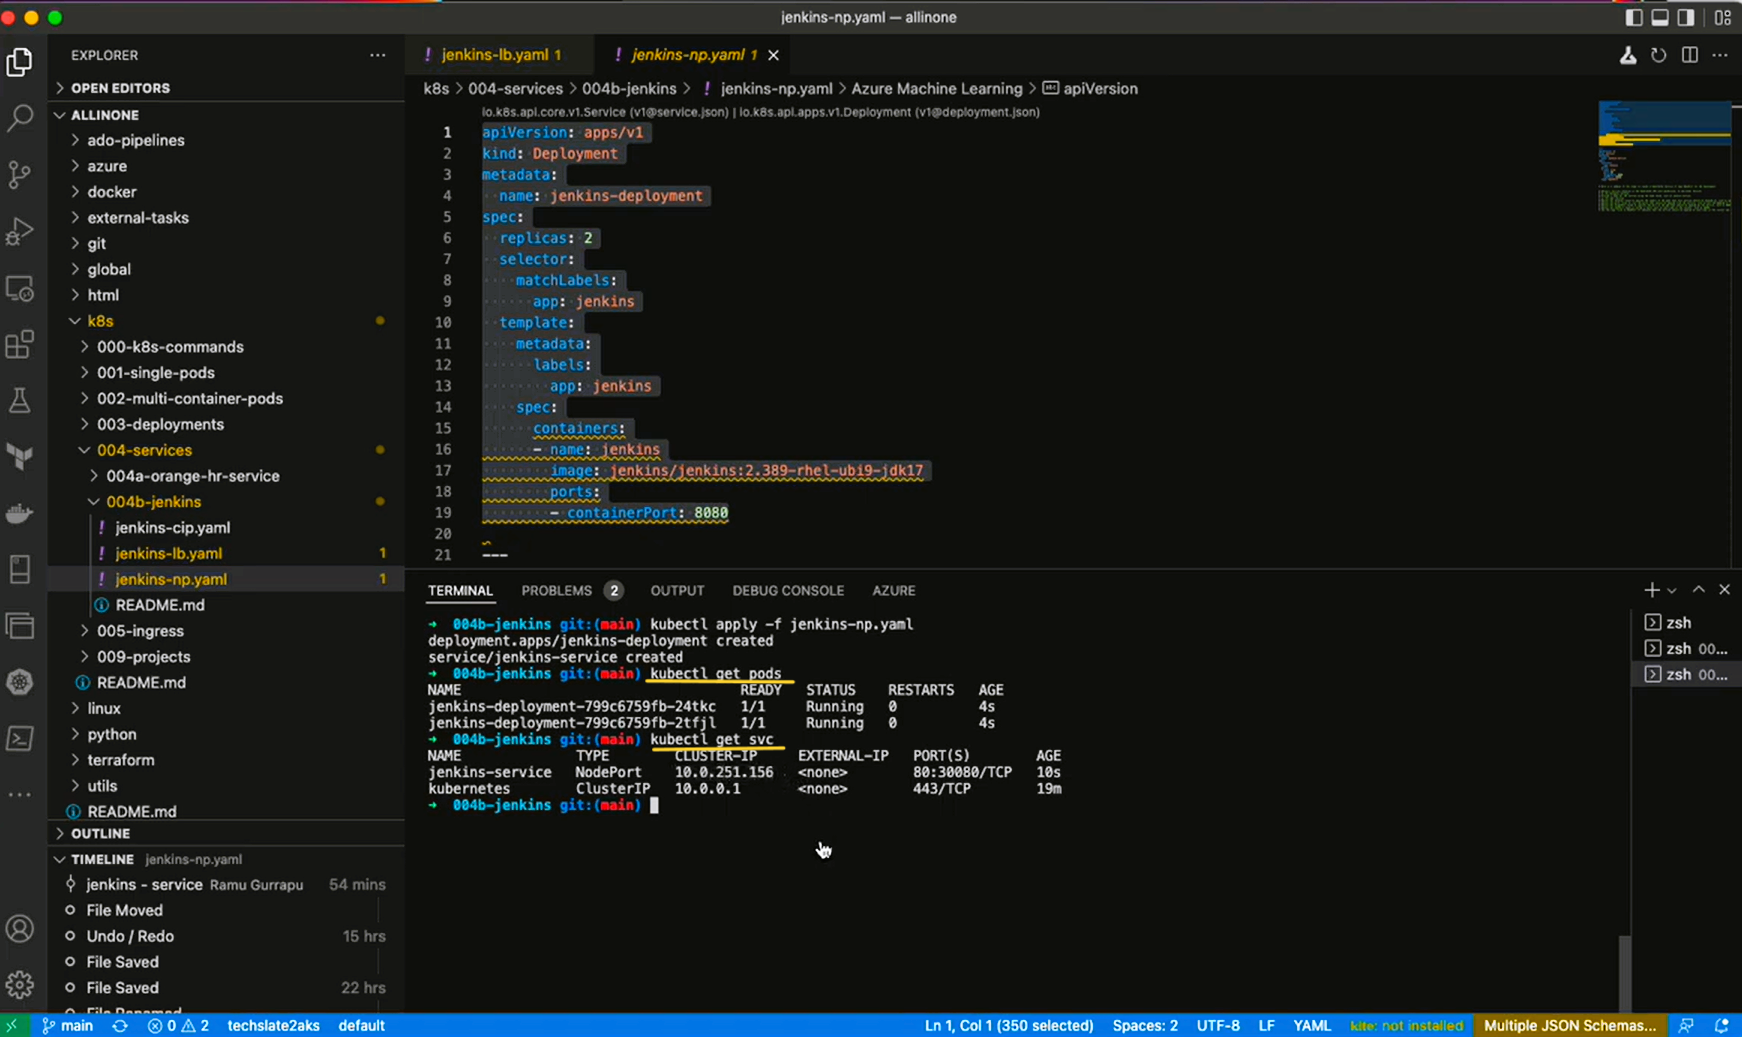 jenkins-np.yaml — allinone
EXPLORER
OPEN EDITORS
ALLINONE
ado-pipelines
azure
docker
external-tasks
git
global
html
k8s
000-k8s-commands
001-single-pods
002-multi-container-pods
003-deployments
004-services
004a-orange-hr-service
004b-jenkins
! jenkins-cip.yaml
! jenkins-lb.yaml 1
! jenkins-np.yaml 1
README.md
005-ingress
009-projects
README.md
linux
python
terraform
utils
README.md
OUTLINE
TIMELINE jenkins-np.yaml
jenkins - service Ramu Gurrapu 54 mins
File Moved
Undo / Redo 15 hrs
File Saved
File Saved 22 hrs
! jenkins-lb.yaml 1
! jenkins-np.yaml 1
k8s > 004-services > 004b-jenkins > ! jenkins-np.yaml > Azure Machine Learning > apiVersion
io.k8s.api.core.v1.Service (v1@service.json) | io.k8s.api.apps.v1.Deployment (v1@deployment.json)
1 apiVersion: apps/v1
2 kind: Deployment
3 metadata:
4 name: jenkins-deployment
5 spec:
6 replicas: 2
7 selector:
8 matchLabels:
9 app: jenkins
10 template:
11 metadata:
12 labels:
13 app: jenkins
14 spec:
15 containers:
16 - name: jenkins
17 image: jenkins/jenkins:2.389-rhel-ubi9-jdk17
18 ports:
19 - containerPort: 8080
20
21 ---
TERMINAL PROBLEMS 2 OUTPUT DEBUG CONSOLE AZURE
→ 004b-jenkins git:(main) kubectl apply -f jenkins-np.yaml
deployment.apps/jenkins-deployment created
service/jenkins-service created
→ 004b-jenkins git:(main) kubectl get pods
NAME READY STATUS RESTARTS AGE
jenkins-deployment-799c6759fb-24tkc 1/1 Running 0 4s
jenkins-deployment-799c6759fb-2tfjl 1/1 Running 0 4s
→ 004b-jenkins git:(main) kubectl get svc
NAME TYPE CLUSTER-IP EXTERNAL-IP PORT(S) AGE
jenkins-service NodePort 10.0.251.156 <none> 80:30080/TCP 10s
kubernetes ClusterIP 10.0.0.1 <none> 443/TCP 19m
→ 004b-jenkins git:(main)
zsh
zsh 00...
zsh 00...
main 0 2 techslate2aks default
Ln 1, Col 1 (350 selected) Spaces: 2 UTF-8 LF YAML kite: not installed Multiple JSON Schemas...